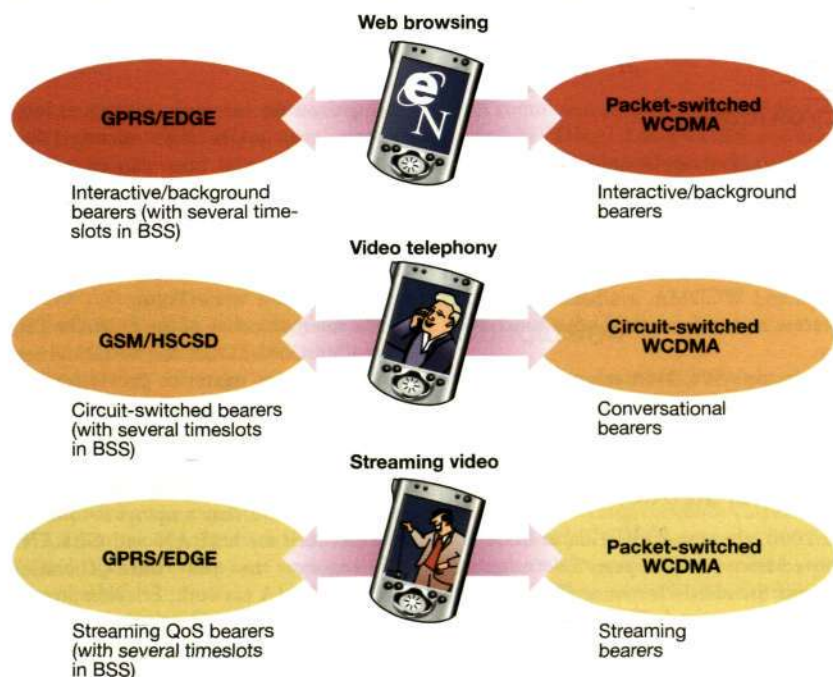 Web browsing
GPRS/EDGE
e
N
Packet-switched
WCDMA
Interactive/background
bearers (with several time-
slots in BSS)
Interactive/background
bearers
Video telephony
GSM/HSCSD
Circuit-switched
WCDMA
Circuit-switched bearers
(with several timeslots
in BSS)
Conversational
bearers
Streaming video
GPRS/EDGE
Packet-switched
WCDMA
Streaming QoS bearers
(with several timeslots
in BSS)
Streaming
bearers